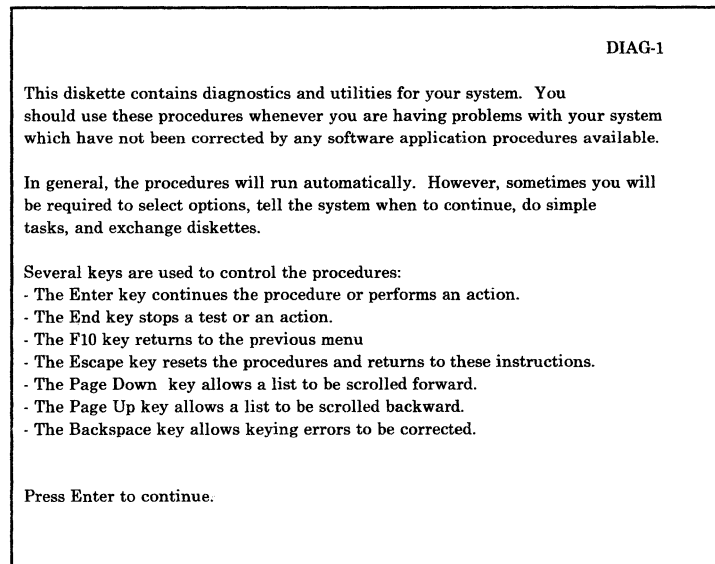 DIAG-1
This diskette contains diagnostics and utilities for your system. You
should use these procedures whenever you are having problems with your system
which have not been corrected by any software application procedures available.
In general, the procedures will run automatically. However, sometimes you will
be required to select options, tell the system when to continue, do simple
tasks, and exchange diskettes.
Several keys are used to control the procedures:
- The Enter key continues the procedure or performs an action.
- The End key stops a test or an action.
- The F10 key returns to the previous menu
- The Escape key resets the procedures and returns to these instructions.
- The Page Down key allows a list to be scrolled forward.
- The Page Up key allows a list to be scrolled backward.
- The Backspace key allows keying errors to be corrected.
Press Enter to continue.